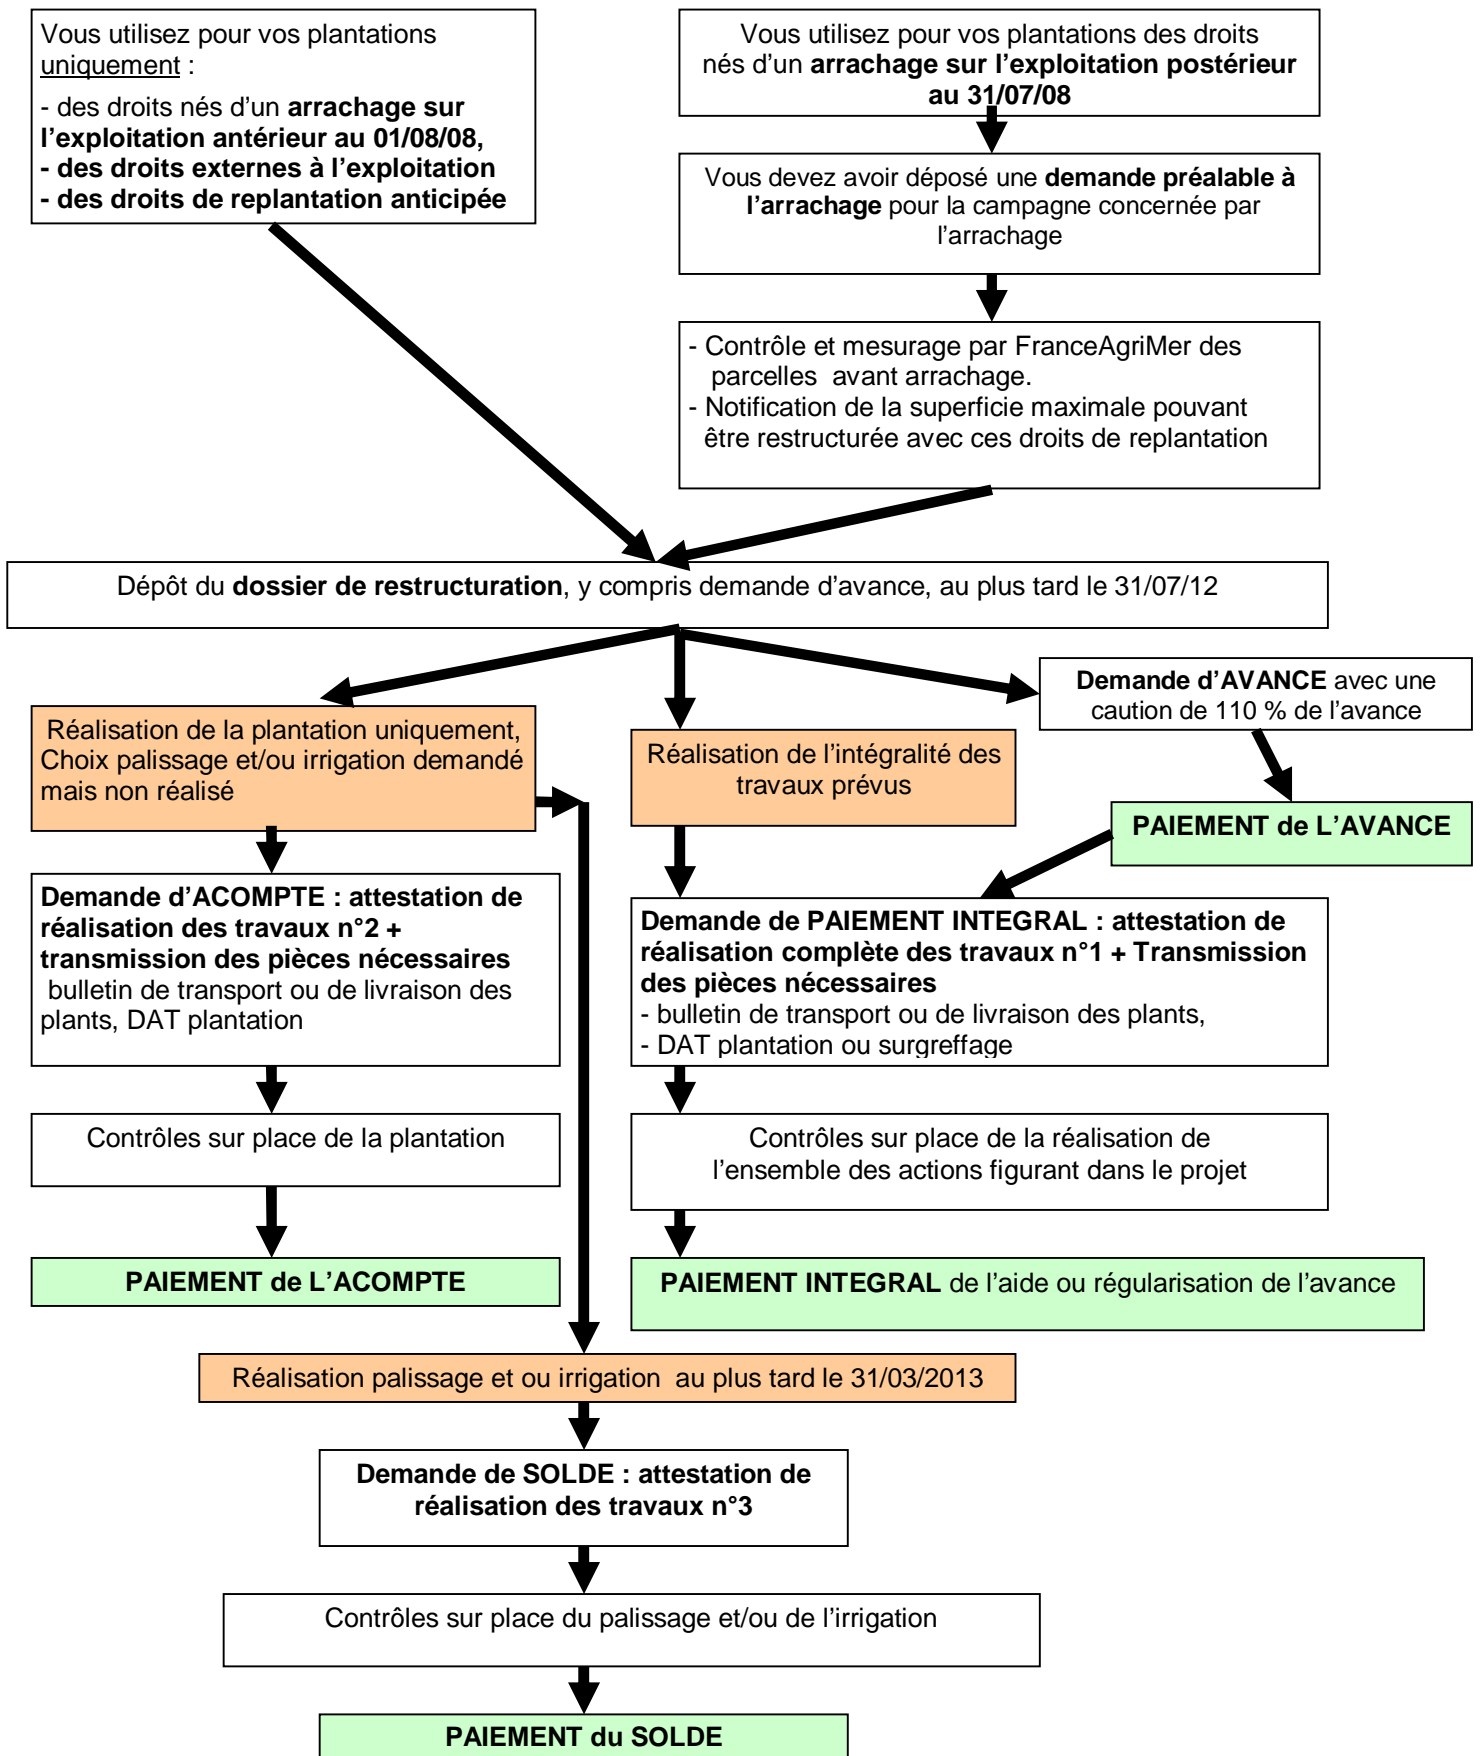 Vous utilisez pour vos plantations
uniquement :
- des droits nés d'un arrachage sur
l'exploitation antérieur au 01/08/08,
- des droits externes à l'exploitation
- des droits de replantation anticipée
Vous utilisez pour vos plantations des droits
nés d'un arrachage sur l'exploitation postérieur
au 31/07/08
Vous devez avoir déposé une demande préalable à
l'arrachage pour la campagne concernée par
l'arrachage
- Contrôle et mesurage par FranceAgriMer des
parcelles avant arrachage.
- Notification de la superficie maximale pouvant
être restructurée avec ces droits de replantation
Dépôt du dossier de restructuration, y compris demande d'avance, au plus tard le 31/07/12
Demande d'AVANCE avec une
caution de 110 % de l'avance
Réalisation de la plantation uniquement,
Choix palissage et/ou irrigation demandé
mais non réalisé
Réalisation de l'intégralité des
travaux prévus
PAIEMENT de L'AVANCE
Demande d'ACOMPTE : attestation de
réalisation des travaux n°2 +
transmission des pièces nécessaires
bulletin de transport ou de livraison des
plants, DAT plantation
Demande de PAIEMENT INTEGRAL : attestation de
réalisation complète des travaux n°1 + Transmission
des pièces nécessaires
- bulletin de transport ou de livraison des plants,
- DAT plantation ou surgreffage
Contrôles sur place de la plantation
Contrôles sur place de la réalisation de
l'ensemble des actions figurant dans le projet
PAIEMENT de L'ACOMPTE
PAIEMENT INTEGRAL de l'aide ou régularisation de l'avance
Réalisation palissage et ou irrigation au plus tard le 31/03/2013
Demande de SOLDE : attestation de
réalisation des travaux n°3
Contrôles sur place du palissage et/ou de l'irrigation
PAIEMENT du SOLDE